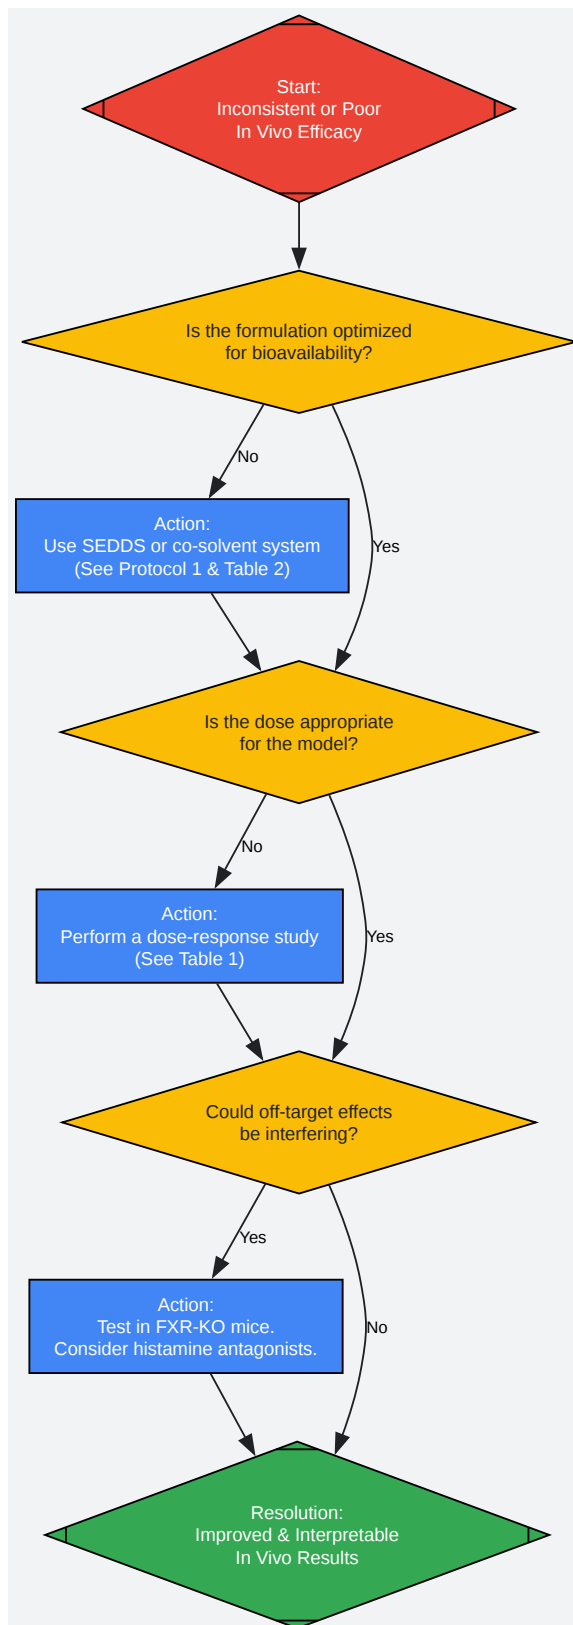 Start:
Inconsistent or Poor
In Vivo Efficacy
Is the formulation optimized
for bioavailability?
No
Action:
Use SEDDS or co-solvent system
(See Protocol 1 & Table 2)
Yes
Is the dose appropriate
for the model?
No
Action:
Perform a dose-response study
(See Table 1)
Yes
Could off-target effects
be interfering?
Yes
Action:
Test in FXR-KO mice.
Consider histamine antagonists.
No
Resolution:
Improved & Interpretable
In Vivo Results